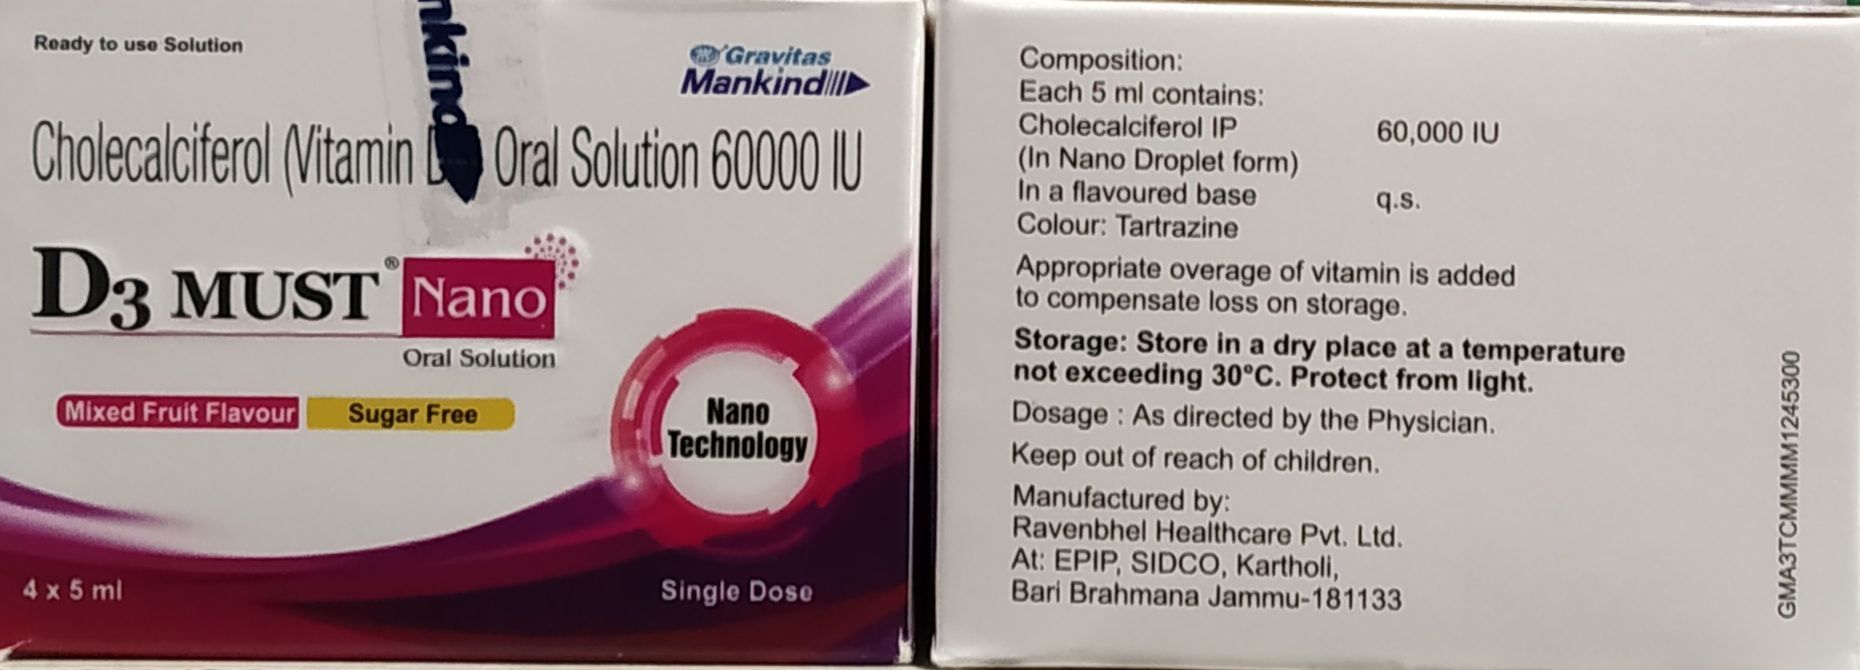 Ready to use Solution
nkind
Gravitas
Mankind
Cholecalciferol (Vitamin Oral Solution 60000 IU
D3 MUST® Nano
Oral Solution
Mixed Fruit Flavour Sugar Free
Nano
Technology
4 x 5 ml
Single Dose
Composition:
Each 5 ml contains:
Cholecalciferol IP 60,000 IU
(In Nano Droplet form)
In a flavoured base q.s.
Colour: Tartrazine
Appropriate overage of vitamin is added
to compensate loss on storage.
Storage: Store in a dry place at a temperature
not exceeding 30°C. Protect from light.
Dosage : As directed by the Physician.
Keep out of reach of children.
Manufactured by:
Ravenbhel Healthcare Pvt. Ltd.
At: EPIP, SIDCO, Kartholi,
Bari Brahmana Jammu-181133
GMA3TCMMMM1245300